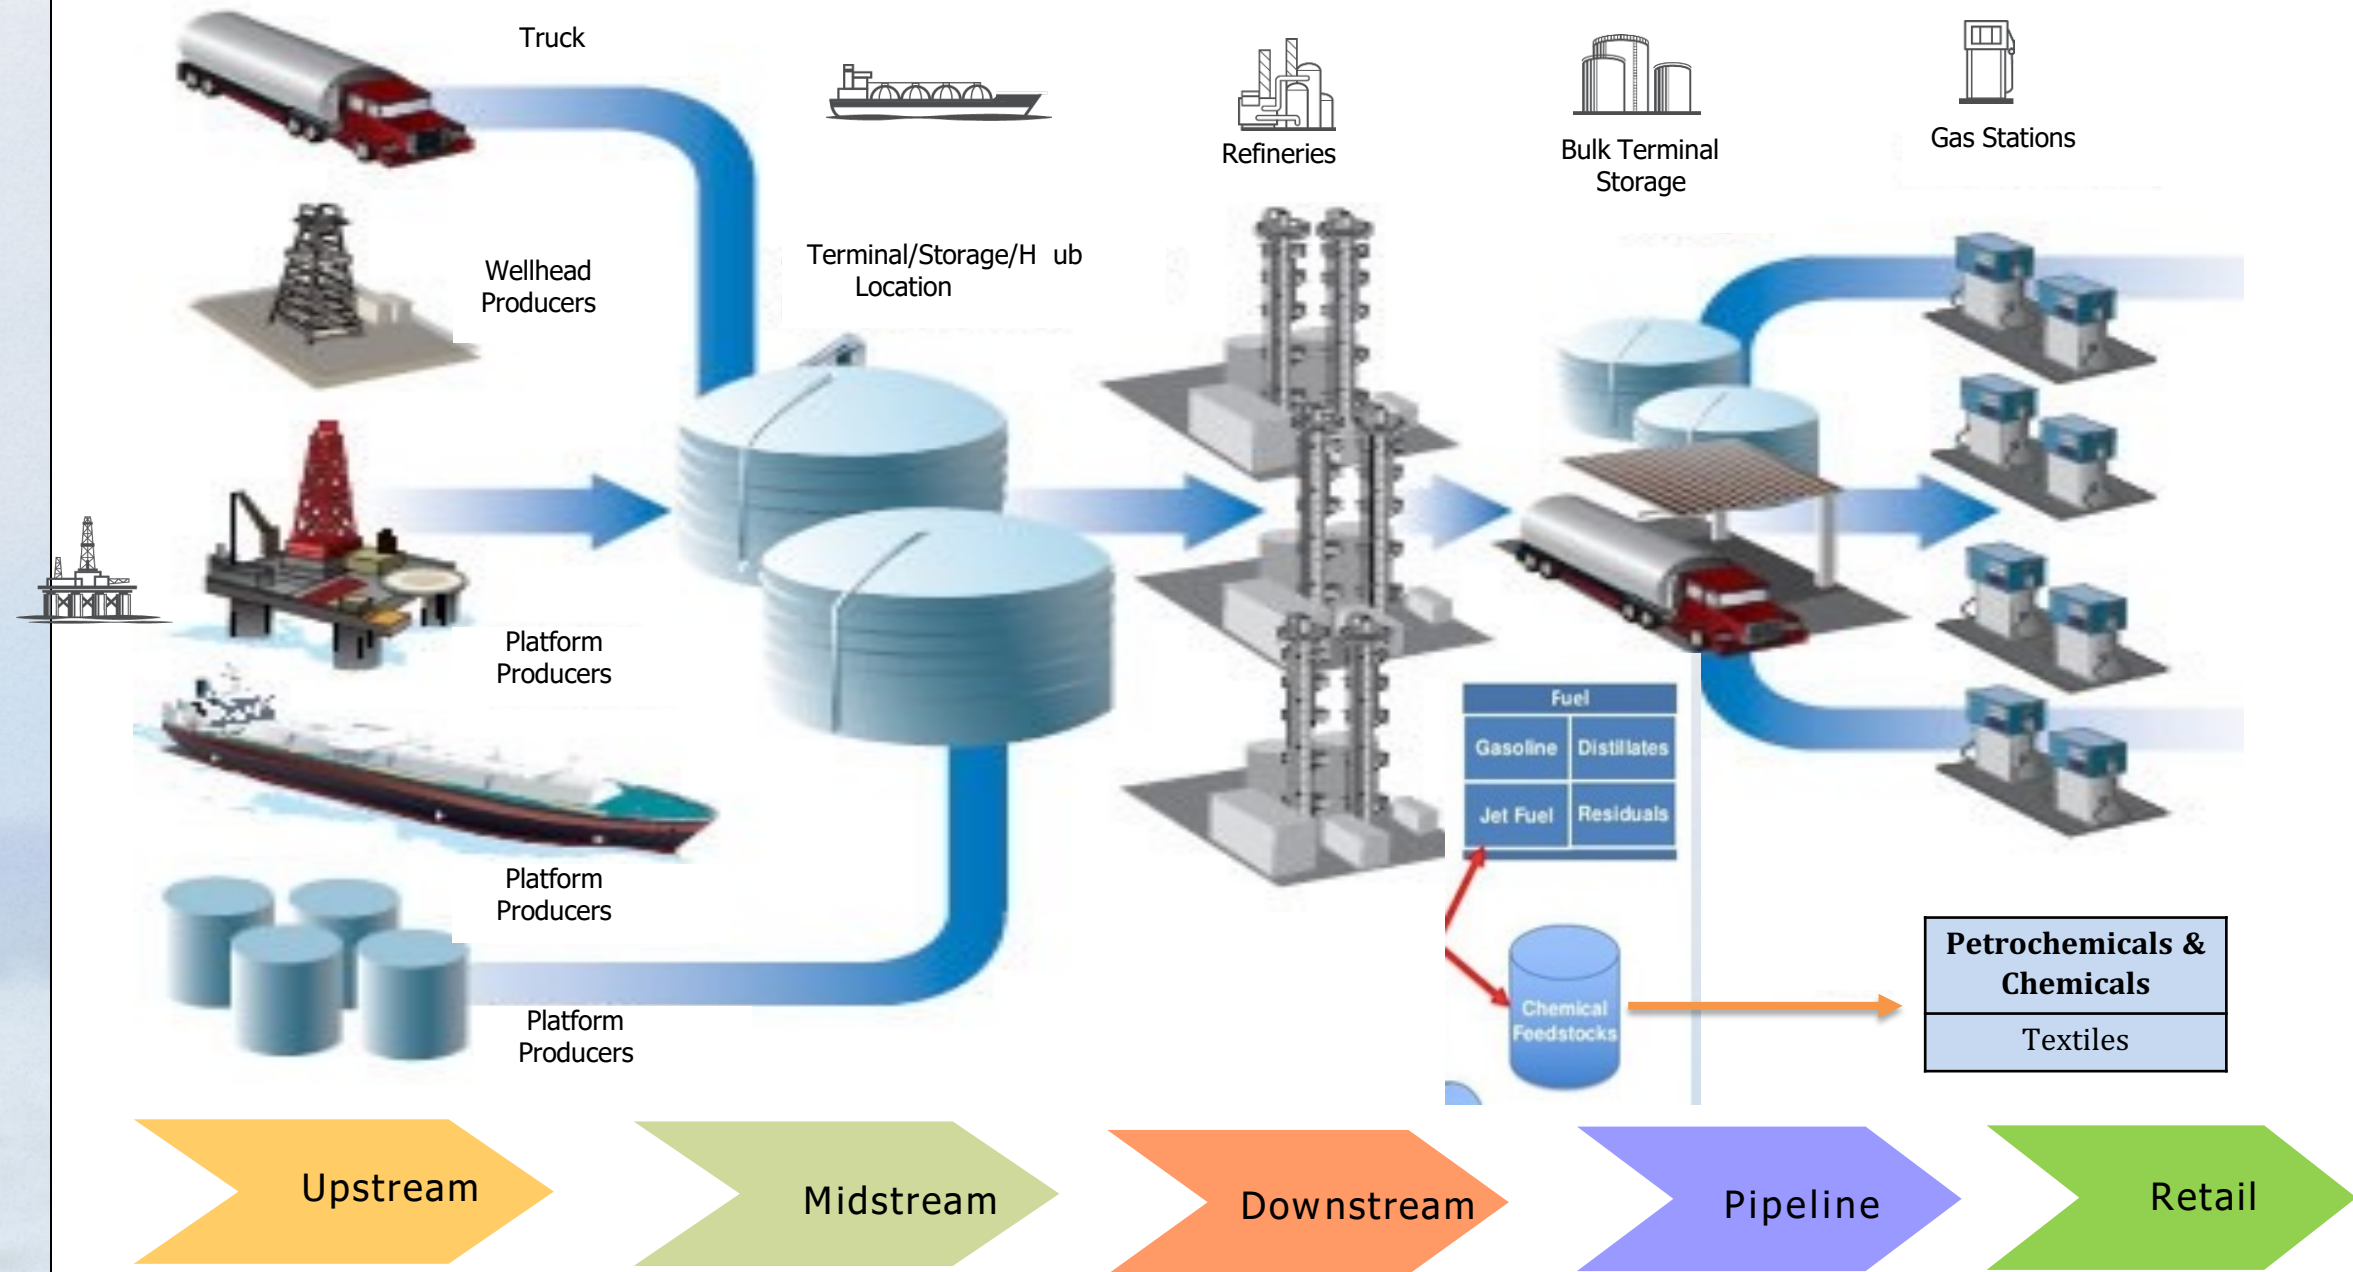 Truck
Refineries
Bulk Terminal
Storage
Gas Stations
Wellhead
Producers
Terminal/Storage/H ub
Location
Platform
Producers
Fuel
Gasoline
Distillates
Jet Fuel
Residuals
Platform
Producers
Chemical
Feedstocks
Petrochemicals &
Chemicals
Textiles
Platform
Producers
Upstream
Midstream
Downstream
Pipeline
Retail